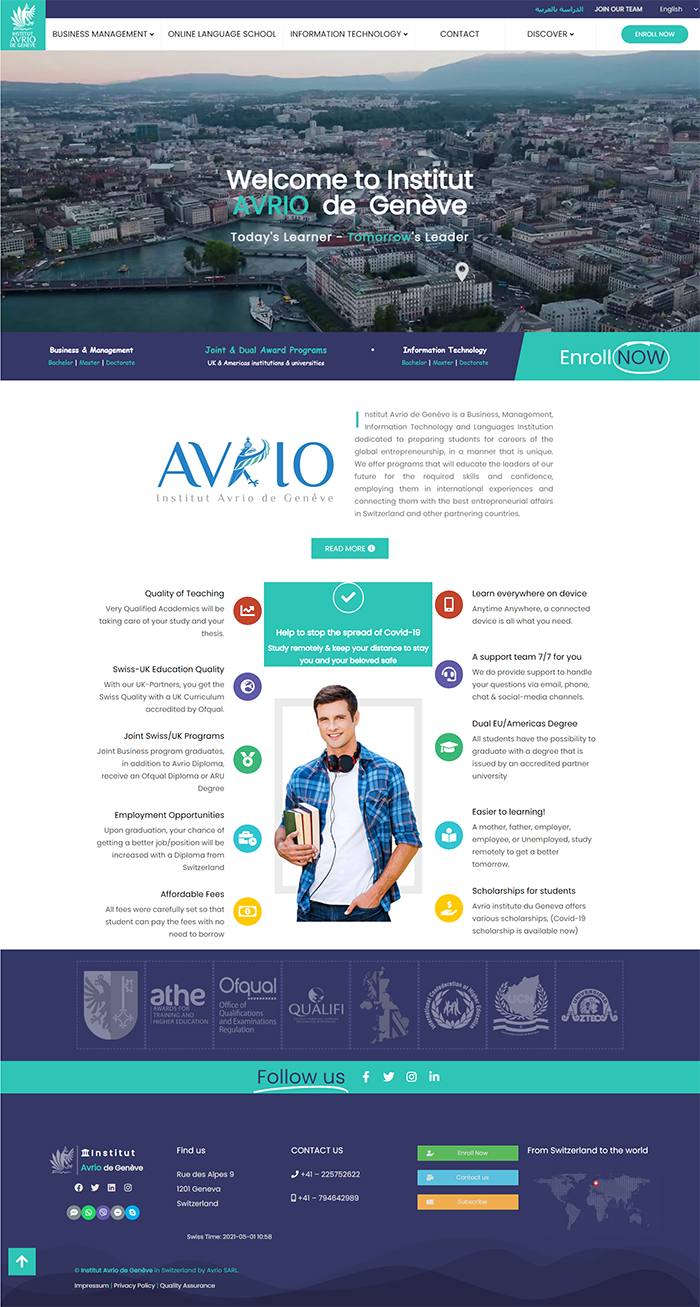 الدراسة بالعربية JOIN OUR TEAM English
INSTITUT
AVRIO
DE GENÈVE
BUSINESS MANAGEMENT ONLINE LANGUAGE SCHOOL INFORMATION TECHNOLOGY CONTACT DISCOVER ENROLL NOW
Welcome to Institut
AVRIO de Genève
Today's Learner - Tomorrow's Leader
Business & Management
Bachelor | Master | Doctorate
Joint & Dual Award Programs
UK & Americas institutions & universities
Information Technology
Bachelor | Master | Doctorate
Enroll NOW
AVRIO
Institut Avrio de Genève
Institut Avrio de Genève is a Business, Management,
Information Technology and Languages Institution
dedicated to preparing students for careers of the
global entrepreneurship, in a manner that is unique.
We offer programs that will educate the leaders of our
future for the required skills and confidence,
employing them in international experiences and
connecting them with the best entrepreneurial affairs
in Switzerland and other partnering countries.
READ MORE
Quality of Teaching
Very Qualified Academics will be
taking care of your study and your
thesis.
Swiss-UK Education Quality
With our UK-Partners, you get the
Swiss Quality with a UK Curriculum
accredited by Ofqual.
Joint Swiss/UK Programs
Joint Business program graduates,
in addition to Avrio Diploma,
receive an Ofqual Diploma or ARU
Degree
Employment Opportunities
Upon graduation, your chance of
getting a better job/position will be
increased with a Diploma from
Switzerland
Affordable Fees
All fees were carefully set so that
student can pay the fees with no
need to borrow
Help to stop the spread of Covid-19
Study remotely & keep your distance to stay
you and your beloved safe
Learn everywhere on device
Anytime Anywhere, a connected
device is all what you need.
A support team 7/7 for you
We do provide support to handle
your questions via email, phone,
chat & social-media channels.
Dual EU/Americas Degree
All students have the possibility to
graduate with a degree that is
issued by an accredited partner
university
Easier to learning!
A mother, father, employer,
employee, or Unemployed, study
remotely to get a better
tomorrow.
Scholarships for students
Avrio institute du Geneva offers
various scholarships, (Covid-19
scholarship is available now)
athe
AWARDS FOR
TRAINING AND
HIGHER EDUCATION
Ofqual
Office of
Qualifications
and Examinations
Regulation
QUALIFI
International Confederation of Higher Education
UCN
UNIVERSIDAD
AZTECA
Follow us
Institut
Avrio de Genève
Find us
Rue des Alpes 9
1201 Geneva
Switzerland
Swiss Time: 2021-05-01 10:58
CONTACT US
+41 – 225752622
+41 – 794642989
Enroll Now
Contact us
Subscribe
From Switzerland to the world
© Institut Avrio de Genève in Switzerland by Avrio SARL.
Impressum | Privacy Policy | Quality Assurance